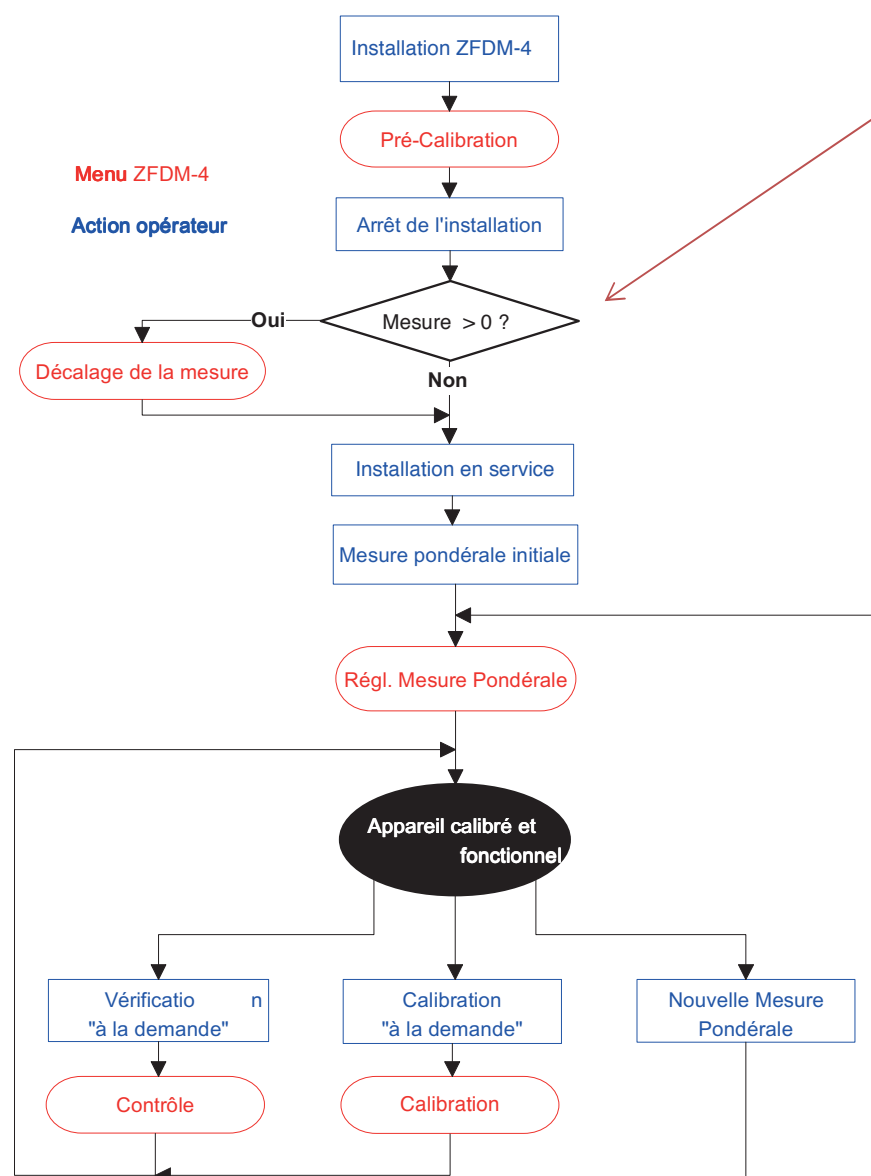 Installation ZFDM-4
Pré-Calibration
Menu ZFDM-4
Action opérateur
Arrêt de l'installation
Oui
Mesure > 0 ?
Décalage de la mesure
Non
Installation en service
Mesure pondérale initiale
Régl. Mesure Pondérale
Appareil calibré et
fonctionnel
Vérificatio n
"à la demande"
Calibration
"à la demande"
Nouvelle Mesure
Pondérale
Contrôle
Calibration